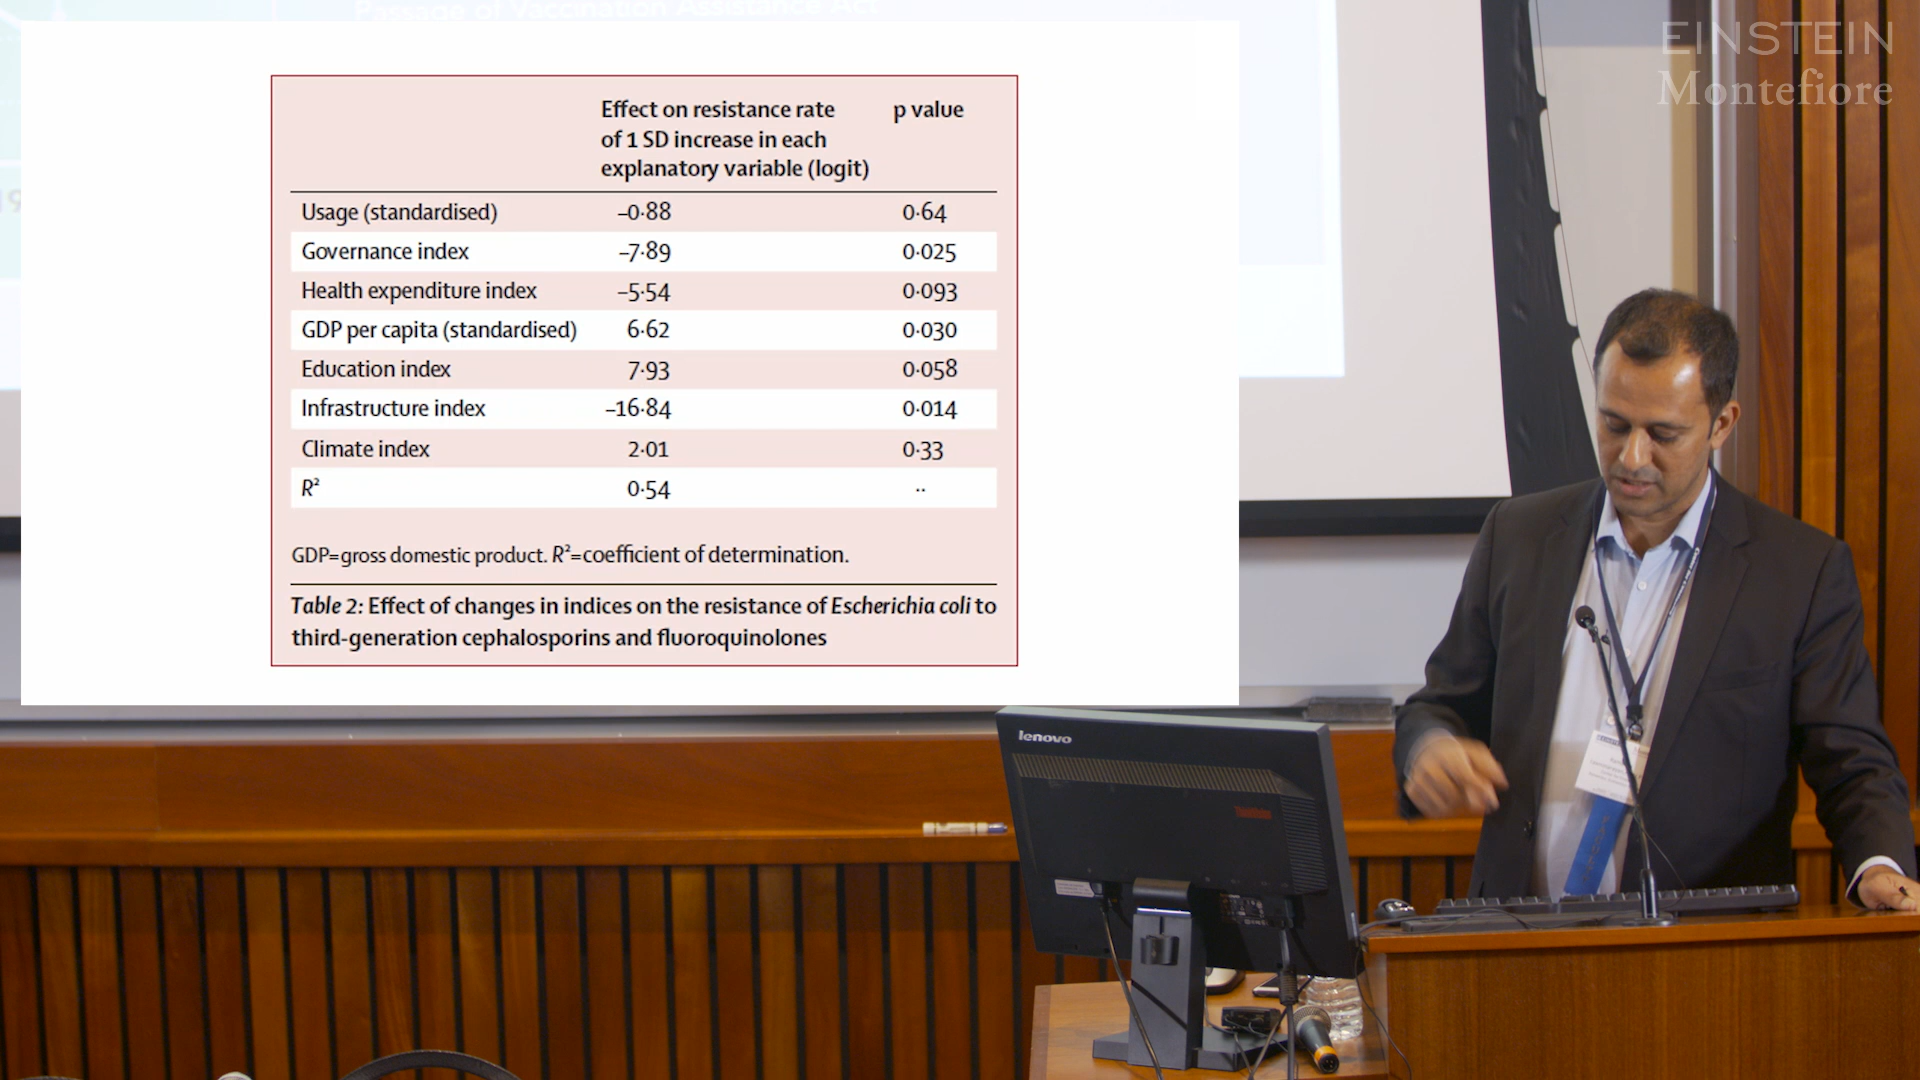 Passage of Vaccination Assistance Act
EINSTEIN
Montefiore
Effect on resistance rate
of 1 SD increase in each
explanatory variable (logit)
p value
Usage (standardised) –0·88 0·64
Governance index –7·89 0·025
Health expenditure index –5·54 0·093
GDP per capita (standardised) 6·62 0·030
Education index 7·93 0·058
Infrastructure index –16·84 0·014
Climate index 2·01 0·33
R² 0·54 ··
GDP=gross domestic product. R²=coefficient of determination.
Table 2: Effect of changes in indices on the resistance of Escherichia coli to
third-generation cephalosporins and fluoroquinolones
19
lenovo